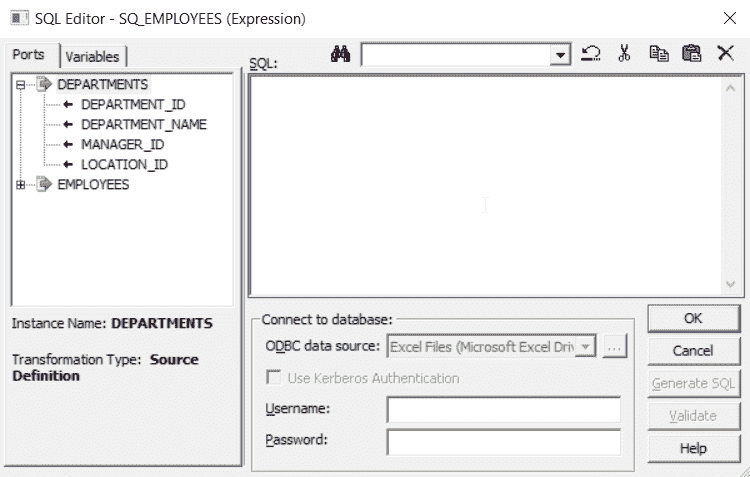 SQL Editor - SQ_EMPLOYEES (Expression)
Ports
Variables
SQL:
DEPARTMENTS
DEPARTMENT_ID
DEPARTMENT_NAME
MANAGER_ID
LOCATION_ID
EMPLOYEES
Instance Name: DEPARTMENTS
Transformation Type: Source
Definition
Connect to database:
ODBC data source: Excel Files (Microsoft Excel Driv
...
Use Kerberos Authentication
Username:
Password:
OK
Cancel
Generate SQL
Validate
Help